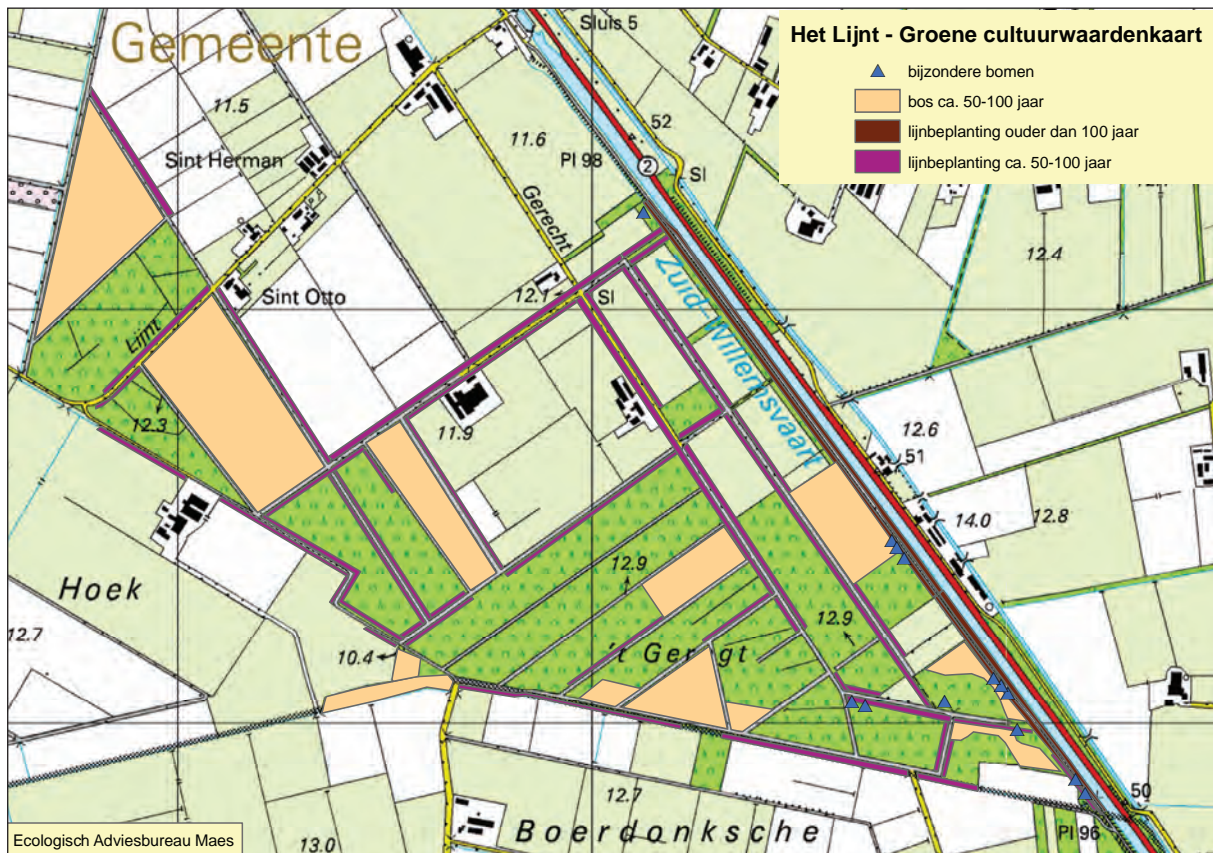 Gemeente
Sluis 5
Het Lijnt - Groene cultuurwaardenkaart
bijzondere bomen
bos ca. 50-100 jaar
lijnbeplanting ouder dan 100 jaar
lijnbeplanting ca. 50-100 jaar
11.5
11.6
52
Pl 98
2
Sl
Sint Herman
Gerecht
12.4
Sint Otto
12.1
Sl
Zuid-Willemsvaart
Lijnt
12.3
11.9
12.6
51
14.0
12.8
Hoek
12.9
12.7
12.9
10.4
't Geregt
50
12.7
Boerdonksche
Pl 96
13.0
Ecologisch Adviesbureau Maes